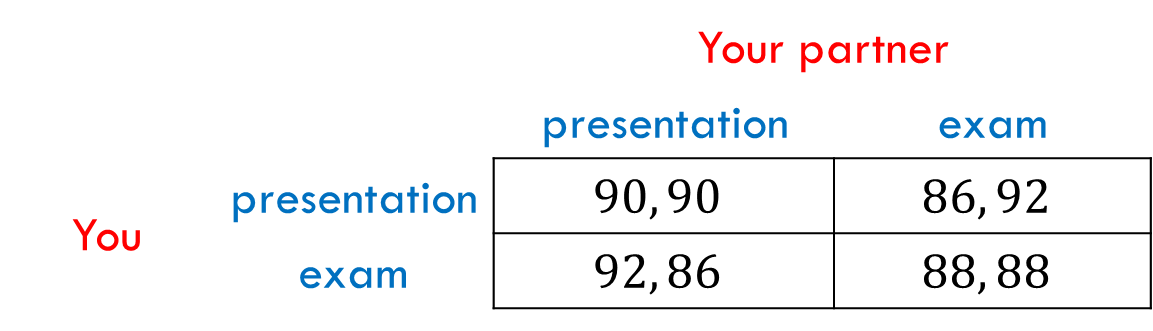 Your partner
presentation exam
presentation 90, 90 86, 92
You
exam 92, 86 88, 88